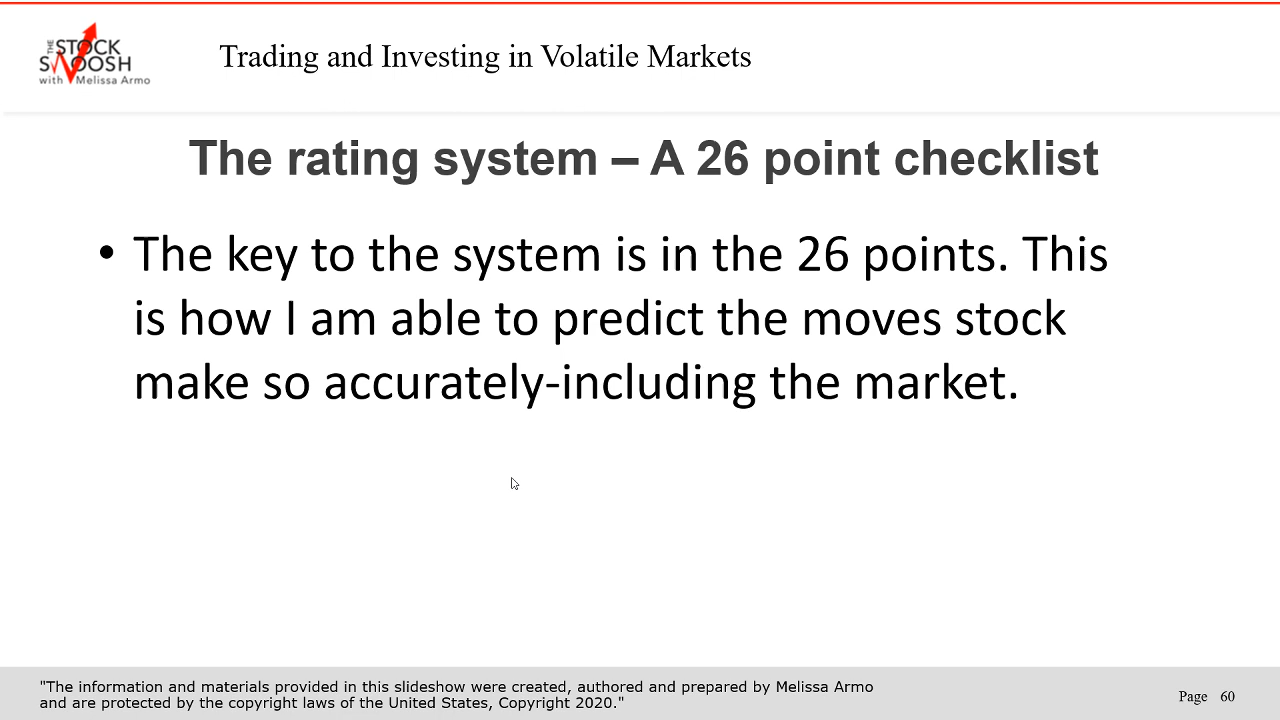 THE
STOCK
SWOOSH
with Melissa Armo
Trading and Investing in Volatile Markets
The rating system – A 26 point checklist
• The key to the system is in the 26 points. This
is how I am able to predict the moves stock
make so accurately-including the market.
"The information and materials provided in this slideshow were created, authored and prepared by Melissa Armo
and are protected by the copyright laws of the United States, Copyright 2020."
Page 60